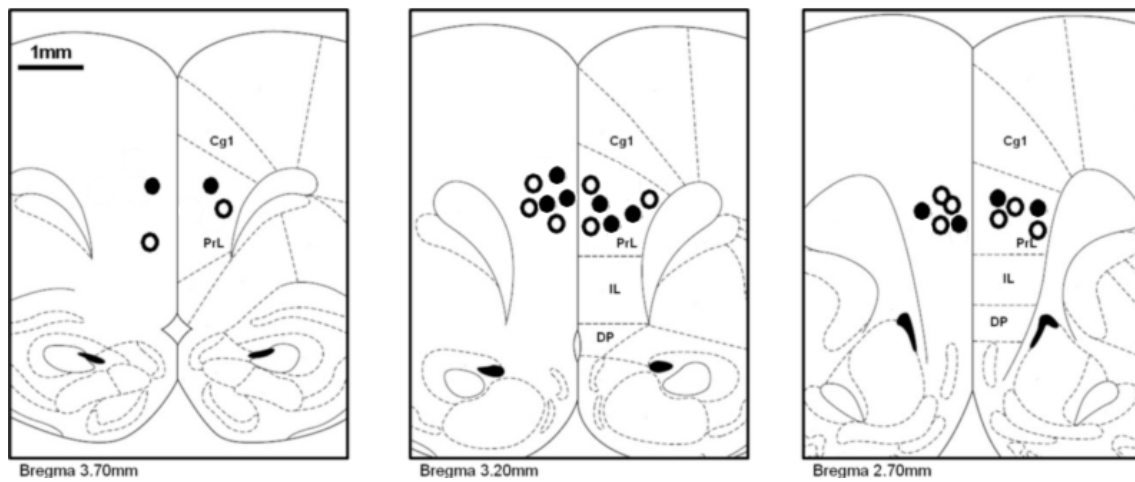 1mm
Cg1
PrL
Bregma 3.70mm
Cg1
PrL
IL
DP
Bregma 3.20mm
Cg1
PrL
IL
DP
Bregma 2.70mm